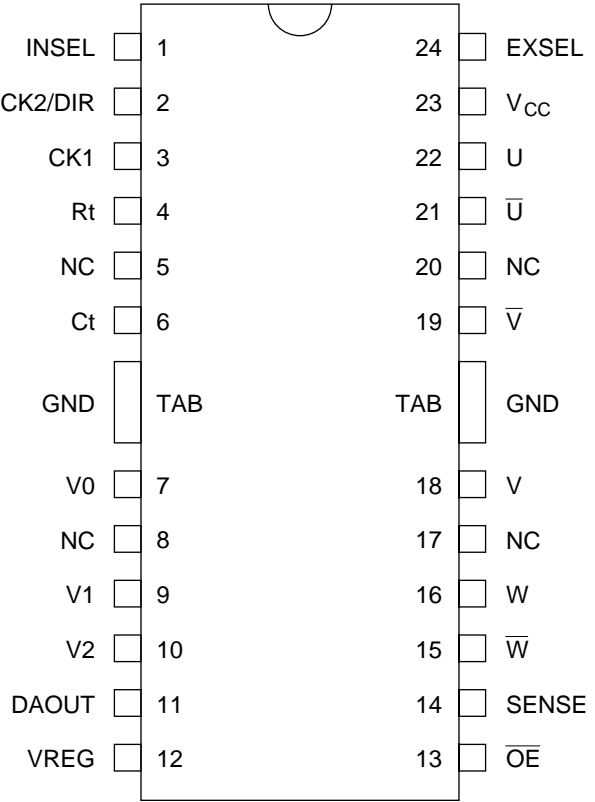 INSEL 1 24 EXSEL
CK2/DIR 2 23 V_CC
CK1 3 22 U
Rt 4 21 U̅
NC 5 20 NC
Ct 6 19 V̅
GND TAB TAB GND
V0 7 18 V
NC 8 17 NC
V1 9 16 W
V2 10 15 W̅
DAOUT 11 14 SENSE
VREG 12 13 O̅E̅